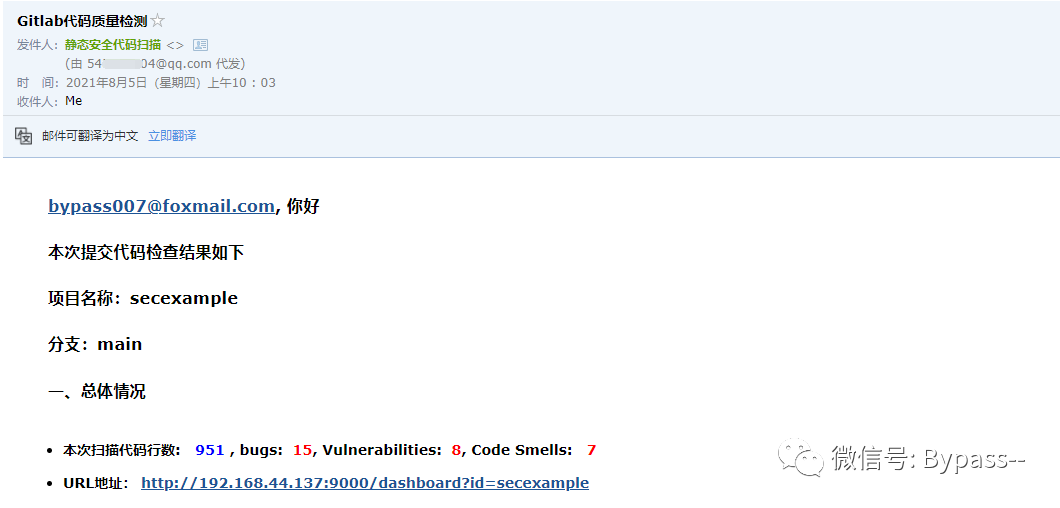 Gitlab代码质量检测
发件人：静态安全代码扫描 <>
(由 54 04@qq.com 代发)
时 间：2021年8月5日 (星期四) 上午10：03
收件人：Me
邮件可翻译为中文 立即翻译
bypass007@foxmail.com, 你好
本次提交代码检查结果如下
项目名称：secexample
分支：main
一、总体情况
• 本次扫描代码行数： 951 , bugs: 15, Vulnerabilities: 8, Code Smells: 7
• URL地址： http://192.168.44.137:9000/dashboard?id=secexample
微信号: Bypass--